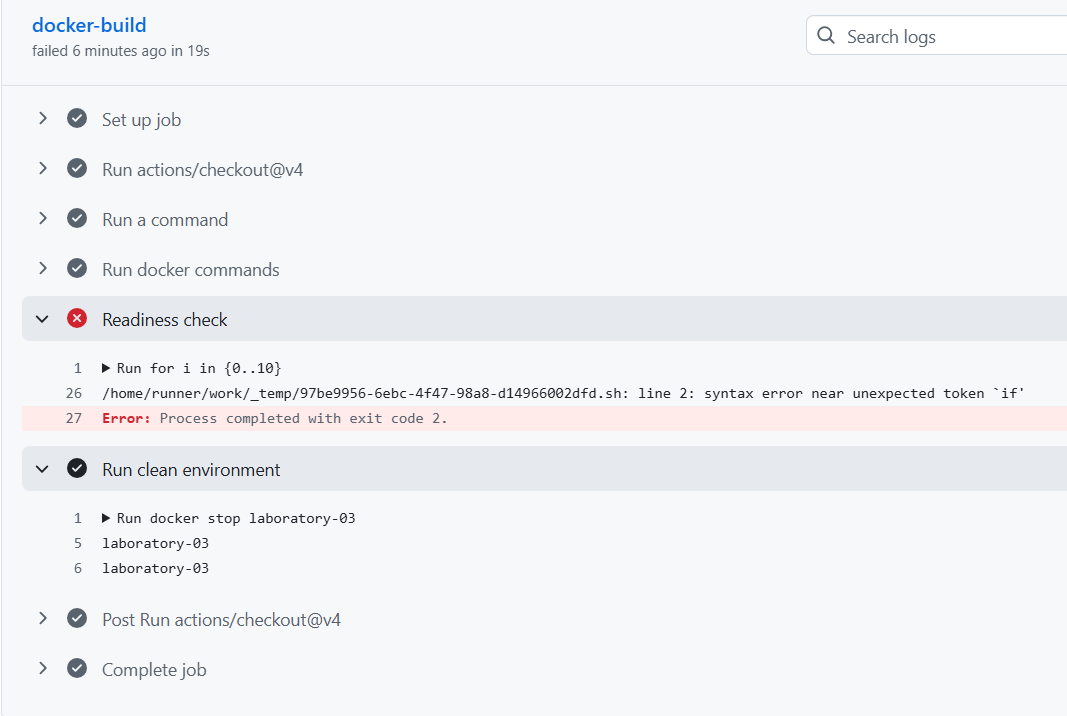 docker-build
failed 6 minutes ago in 19s
Search logs
Set up job
Run actions/checkout@v4
Run a command
Run docker commands
Readiness check
1 Run for i in {0..10}
26 /home/runner/work/_temp/97be9956-6ebc-4f47-98a8-d14966002dfd.sh: line 2: syntax error near unexpected token `if'
27 Error: Process completed with exit code 2.
Run clean environment
1 Run docker stop laboratory-03
5 laboratory-03
6 laboratory-03
Post Run actions/checkout@v4
Complete job